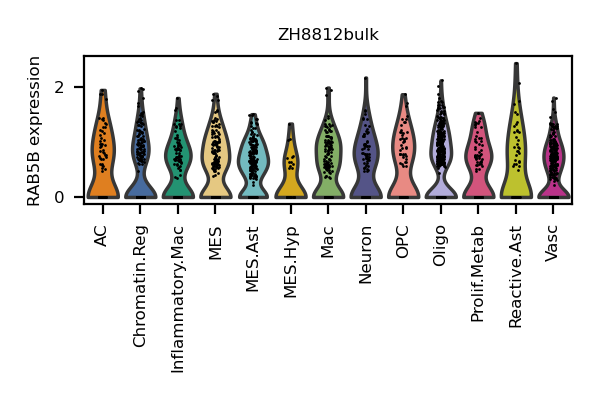 ZH8812bulk
RAB5B expression
2
0
AC
Chromatin.Reg
Inflammatory.Mac
MES
MES.Ast
MES.Hyp
Mac
Neuron
OPC
Oligo
Prolif.Metab
Reactive.Ast
Vasc